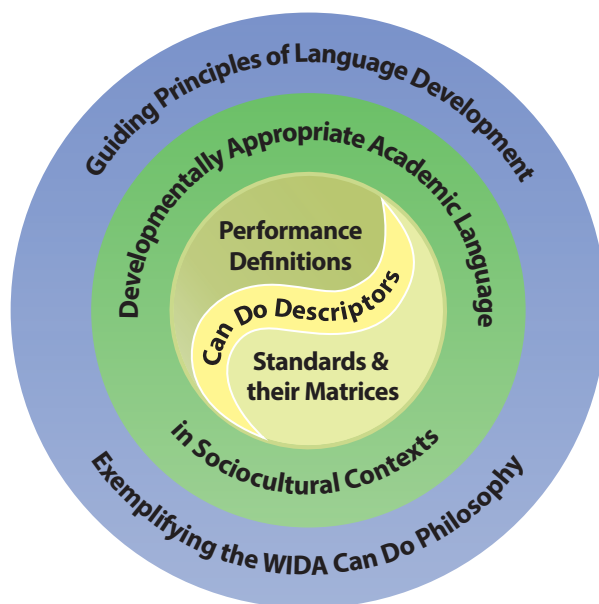 Guiding Principles of Language Development
Developmentally Appropriate Academic Language
Performance
Definitions
Can Do Descriptors
Standards &
their Matrices
in Sociocultural Contexts
Exemplifying the WIDA Can Do Philosophy